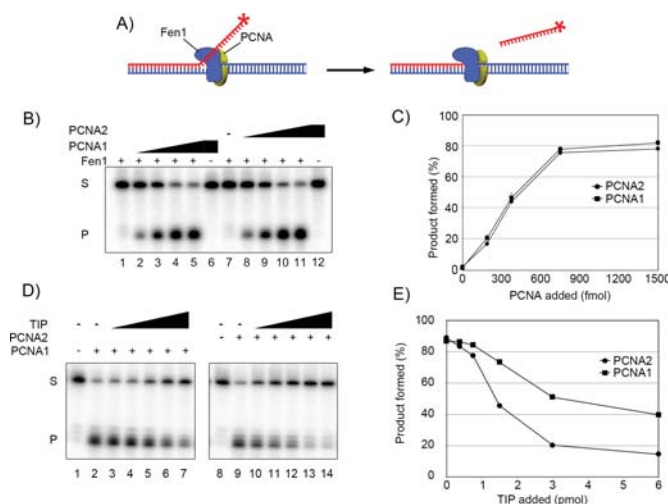 A)
Fen1
PCNA
B)
PCNA2 -
PCNA1
Fen1 + + + + + - + + + + + -
S
P
1 2 3 4 5 6 7 8 9 10 11 12
C)
Product formed (%)
100
80
60
40
20
0
PCNA2
PCNA1
0 300 600 900 1200 1500
PCNA added (fmol)
D)
TIP - - - -
PCNA2 - + + + + + +
PCNA1 - + + + + + +
S
P
1 2 3 4 5 6 7 8 9 10 11 12 13 14
E)
Product formed (%)
100
80
60
40
20
0
PCNA2
PCNA1
0 1 3 4 6
TIP added (pmol)